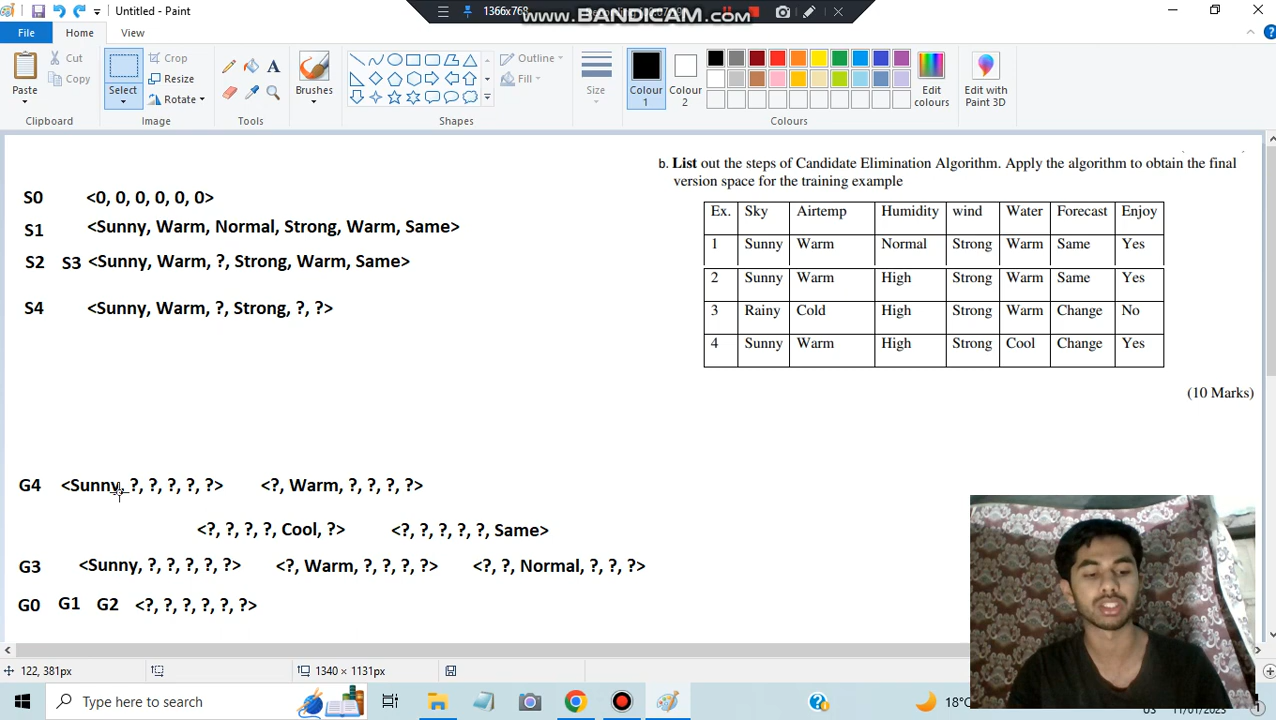 Untitled - Paint
1366x768
www.BANDICAM.com
File Home View
Paste
Cut
Copy
Clipboard
Select
Crop
Resize
Rotate
Image
Tools
Brushes
Outline
Fill
Shapes
Size
Colour 1
Colour 2
Edit colours
Colours
Edit with Paint 3D
S0 <0, 0, 0, 0, 0, 0>
S1 <Sunny, Warm, Normal, Strong, Warm, Same>
S2 S3 <Sunny, Warm, ?, Strong, Warm, Same>
S4 <Sunny, Warm, ?, Strong, ?, ?>
b. List out the steps of Candidate Elimination Algorithm. Apply the algorithm to obtain the final
version space for the training example
Ex. Sky Airtemp Humidity wind Water Forecast Enjoy
1 Sunny Warm Normal Strong Warm Same Yes
2 Sunny Warm High Strong Warm Same Yes
3 Rainy Cold High Strong Warm Change No
4 Sunny Warm High Strong Cool Change Yes
(10 Marks)
G4 <Sunny, ?, ?, ?, ?, ?> <?, Warm, ?, ?, ?, ?>
<?, ?, ?, ?, Cool, ?> <?, ?, ?, ?, ?, Same>
G3 <Sunny, ?, ?, ?, ?, ?> <?, Warm, ?, ?, ?, ?> <?, ?, Normal, ?, ?, ?>
G0 G1 G2 <?, ?, ?, ?, ?, ?>
122, 381px
1340 × 1131px
Type here to search
18°C
11/01/2023